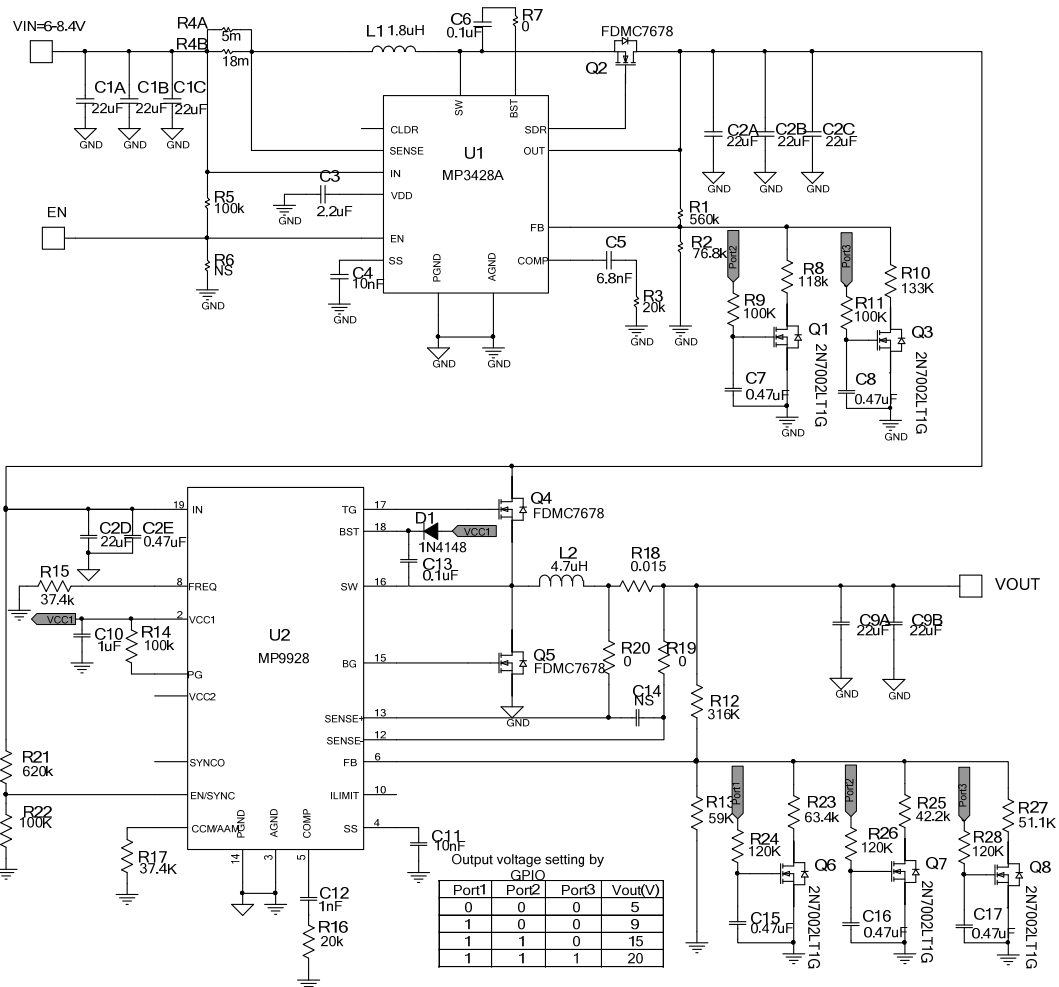 VIN=6-8.4V
R4A
5m
R4B
18m
L1 1.8uH
C6
0.1uF
R7
0
FDMC7678
Q2
C1A
22uF
C1B
22uF
C1C
22uF
GND
GND
GND
SW
BST
CLDR
SENSE
IN
VDD
EN
SS
PGND
AGND
SDR
OUT
FB
COMP
U1
MP3428A
C3
2.2uF
GND
R5
100k
EN
R6
NS
GND
C4
10nF
GND
GND
GND
C5
6.8nF
R3
20k
GND
R1
560k
R2
76.8k
GND
C2A
22uF
C2B
22uF
C2C
22uF
GND
GND
GND
Port2
R9
100K
R8
118k
Q1
2N7002LT1G
C7
0.47uF
GND
Port3
R11
100K
R10
133K
Q3
2N7002LT1G
C8
0.47uF
GND
19
IN
8
FREQ
2
VCC1
PG
VCC2
SYNCO
EN/SYNC
CCM/AAM
PGND
AGND
COMP
14
3
5
U2
MP9928
TG
17
BST
18
SW
16
BG
15
SENSE+
13
SENSE-
12
FB
6
ILIMIT
10
SS
4
C2D
22uF
C2E
0.47uF
R15
37.4k
VCC1
C10
1uF
R14
100k
R21
620k
R22
100K
R17
37.4K
C12
1nF
R16
20k
C11
10nF
Q4
FDMC7678
D1
1N4148
VCC1
C13
0.1uF
L2
4.7uH
R18
0.015
VOUT
Q5
FDMC7678
GND
R20
0
R19
0
C14
NS
C9A
22uF
C9B
22uF
GND
GND
R12
316K
R13
59K
Port1
R24
120K
R23
63.4k
Q6
2N7002LT1G
C15
0.47uF
Port2
R26
120K
R25
42.2k
Q7
2N7002LT1G
C16
0.47uF
Port3
R28
120K
R27
51.1K
Q8
2N7002LT1G
C17
0.47uF
Output voltage setting by
GPIO
Port1 Port2 Port3 Vout(V)
0 0 0 5
1 0 0 9
1 1 0 15
1 1 1 20